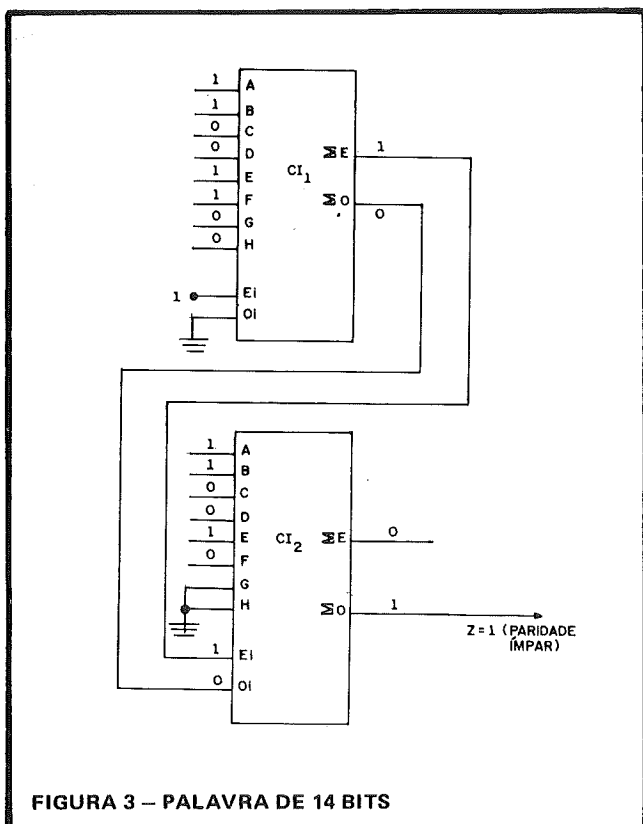 1 A
1 B
0 C
0 D
1 E
1 F
0 G
0 H
CI1
ΣE 1
ΣO 0
1 Ei
Oi
1 A
1 B
0 C
0 D
1 E
0 F
G
H
CI2
ΣE 0
ΣO 1
Z = 1 (PARIDADE
ÍMPAR)
1 Ei
0 Oi
FIGURA 3 – PALAVRA DE 14 BITS